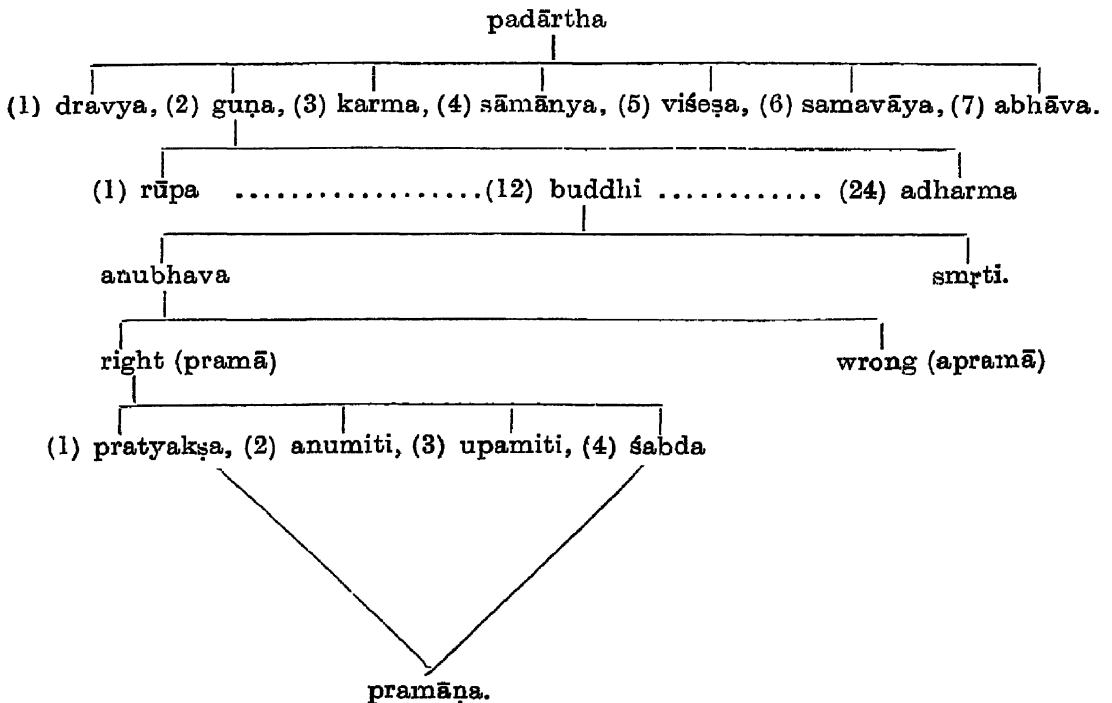 padārtha
(1) dravya, (2) guṇa, (3) karma, (4) sāmānya, (5) viśeṣa, (6) samavāya, (7) abhāva.
(1) rūpa ..................(12) buddhi ............. (24) adharma
anubhava smṛti.
right (pramā) wrong (apramā)
(1) pratyakṣa, (2) anumiti, (3) upamiti, (4) śabda
pramāṇa.